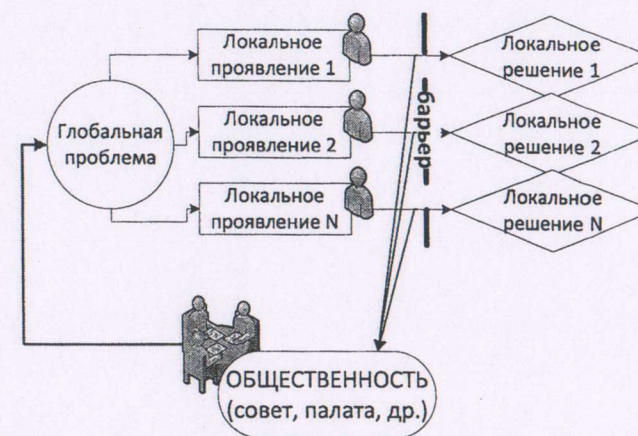 Глобальная
проблема
Локальное
проявление 1
Локальное
проявление 2
Локальное
проявление N
барьер
Локальное
решение 1
Локальное
решение 2
Локальное
решение N
ОБЩЕСТВЕННОСТЬ
(совет, палата, др.)